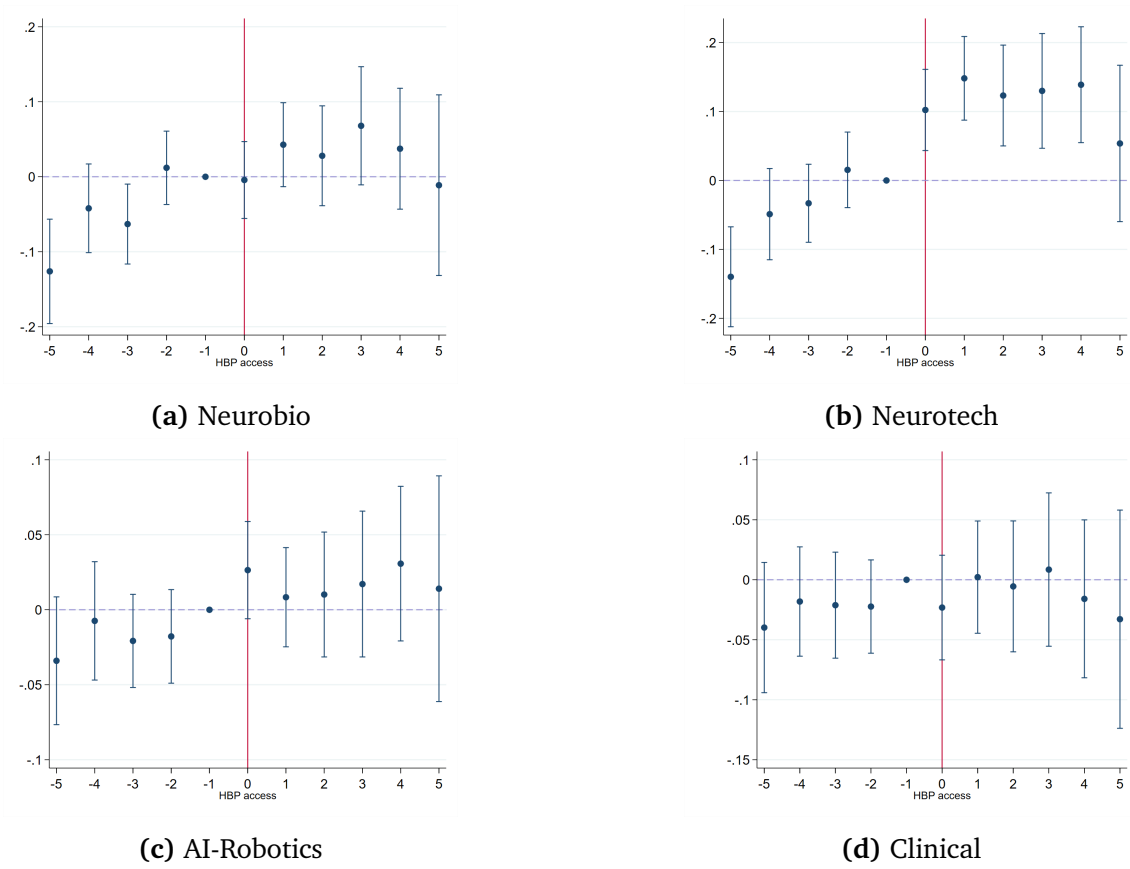 .2
.1
0
-.1
-.2
-5 -4 -3 -2 -1 0 1 2 3 4 5
HBP access
(a) Neurobio
.2
.1
0
-.1
-.2
-5 -4 -3 -2 -1 0 1 2 3 4 5
HBP access
(b) Neurotech
.1
.05
0
-.05
-.1
-5 -4 -3 -2 -1 0 1 2 3 4 5
HBP access
(c) AI-Robotics
.1
.05
0
-.05
-.1
-.15
-5 -4 -3 -2 -1 0 1 2 3 4 5
HBP access
(d) Clinical